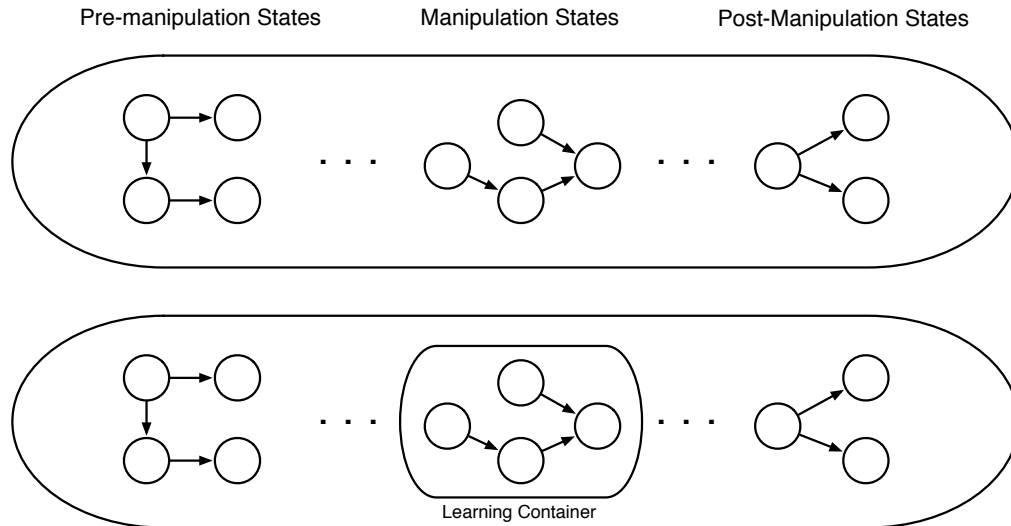 Pre-manipulation States
Manipulation States
Post-Manipulation States
. . .
. . .
. . .
. . .
Learning Container